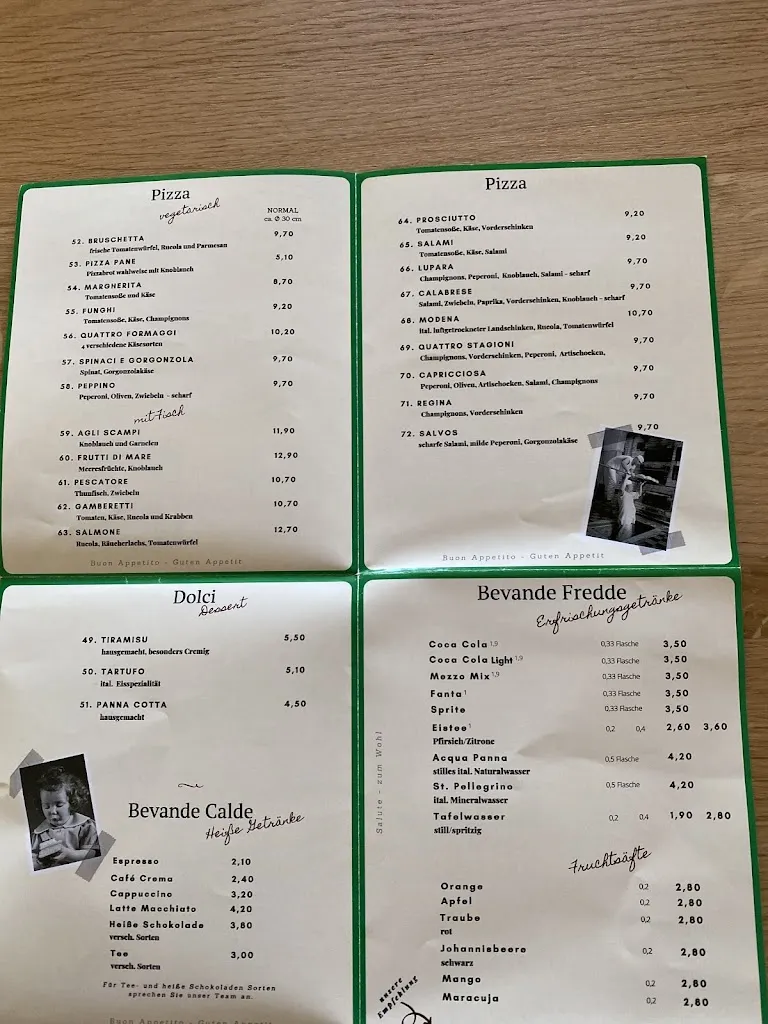 Pizza
vegetarisch
NORMAL
ca. Ø 30 cm
52. BRUSCHETTA 9,70
frische Tomatenwürfel, Rucola und Parmesan
53. PIZZA PANE 5,10
Pizzabrot wahlweise mit Knoblauch
54. MARGHERITA 8,70
Tomatensoße und Käse
55. FUNGHI 9,20
Tomatensoße, Käse, Champignons
56. QUATTRO FORMAGGI 10,20
4 verschiedene Käsesorten
57. SPINACI E GORGONZOLA 9,70
Spinat, Gorgonzolakäse
58. PEPPINO 9,70
Peperoni, Oliven, Zwiebeln - scharf
mit Fisch
59. AGLI SCAMPI 11,90
Knoblauch und Garnelen
60. FRUTTI DI MARE 12,90
Meeresfrüchte, Knoblauch
61. PESCATORE 10,70
Thunfisch, Zwiebeln
62. GAMBERETTI 10,70
Tomaten, Käse, Rucola und Krabben
63. SALMONE 12,70
Rucola, Räucherlachs, Tomatenwürfel
Buon Appetito - Guten Appetit
Pizza
64. PROSCIUTTO 9,20
Tomatensoße, Käse, Vorderschinken
65. SALAMI 9,20
Tomatensoße, Käse, Salami
66. LUPARA 9,70
Champignons, Peperoni, Knoblauch, Salami - scharf
67. CALABRESE 9,70
Salami, Zwiebeln, Paprika, Vorderschinken, Knoblauch - scharf
68. MODENA 10,70
ital. luftgetrockneter Landschinken, Rucola, Tomatenwürfel
69. QUATTRO STAGIONI 9,70
Champignons, Vorderschinken, Peperoni, Artischocken,
70. CAPRICCIOSA 9,70
Peperoni, Oliven, Artischocken, Salami, Champignons
71. REGINA 9,70
Champignons, Vorderschinken
72. SALVOS 9,70
scharfe Salami, milde Peperoni, Gorgonzolakäse
Buon Appetito - Guten Appetit
Dolci
Dessert
49. TIRAMISU 5,50
hausgemacht, besonders Cremig
50. TARTUFO 5,10
ital. Eisspezialität
51. PANNA COTTA 4,50
hausgemacht
Bevande Calde
Heiße Getränke
Espresso 2,10
Café Crema 2,40
Cappuccino 3,20
Latte Macchiato 4,20
Heiße Schokolade 3,80
versch. Sorten
Tee 3,00
versch. Sorten
Für Tee- und heiße Schokoladen Sorten
sprechen Sie unser Team an.
Buon Appetito - Guten Appetit
Bevande Fredde
Erfrischungsgetränke
Coca Cola 1,9 0,33 Flasche 3,50
Coca Cola Light 1,9 0,33 Flasche 3,50
Mezzo Mix 1,9 0,33 Flasche 3,50
Fanta 1 0,33 Flasche 3,50
Sprite 0,33 Flasche 3,50
Eistee 1 0,2 0,4 2,60 3,60
Pfirsich/Zitrone
Acqua Panna 0,5 Flasche 4,20
stilles ital. Naturalwasser
St. Pellegrino 0,5 Flasche 4,20
ital. Mineralwasser
Tafelwasser 0,2 0,4 1,90 2,80
still/spritzig
Salute - zum Wohl
Fruchtsäfte
Orange 0,2 2,80
Apfel 0,2 2,80
Traube 0,2 2,80
rot
Johannisbeere 0,2 2,80
schwarz
Mango 0,2 2,80
Maracuja 0,2 2,80
unsere
Empfehlung